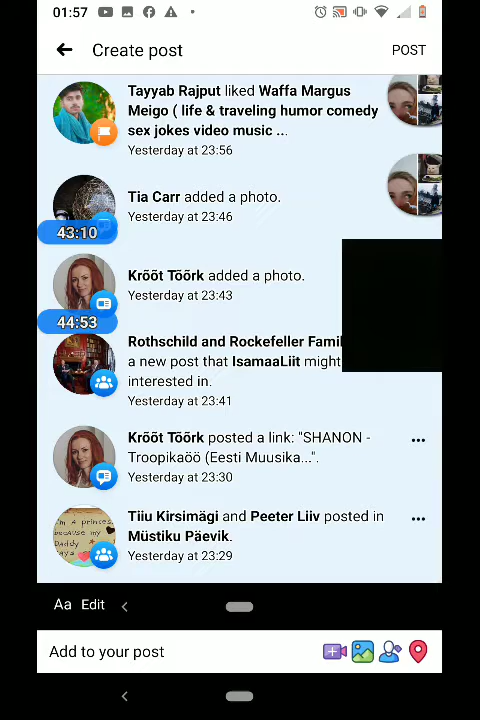 01:57
Create post
POST
Tayyab Rajput liked Waffa Margus
Meigo ( life & traveling humor comedy
sex jokes video music ...
Yesterday at 23:56
Tia Carr added a photo.
Yesterday at 23:46
43:10
Krõõt Tõõrk added a photo.
Yesterday at 23:43
44:53
Rothschild and Rockefeller Famil
a new post that IsamaaLiit might
interested in.
Yesterday at 23:41
Krõõt Tõõrk posted a link: "SHANON -
Troopikaöö (Eesti Muusika...".
Yesterday at 23:30
I'm A princess
because my
Daddy
Tiiu Kirsimägi and Peeter Liiv posted in
Müstiku Päevik.
Yesterday at 23:29
Aa Edit
Add to your post